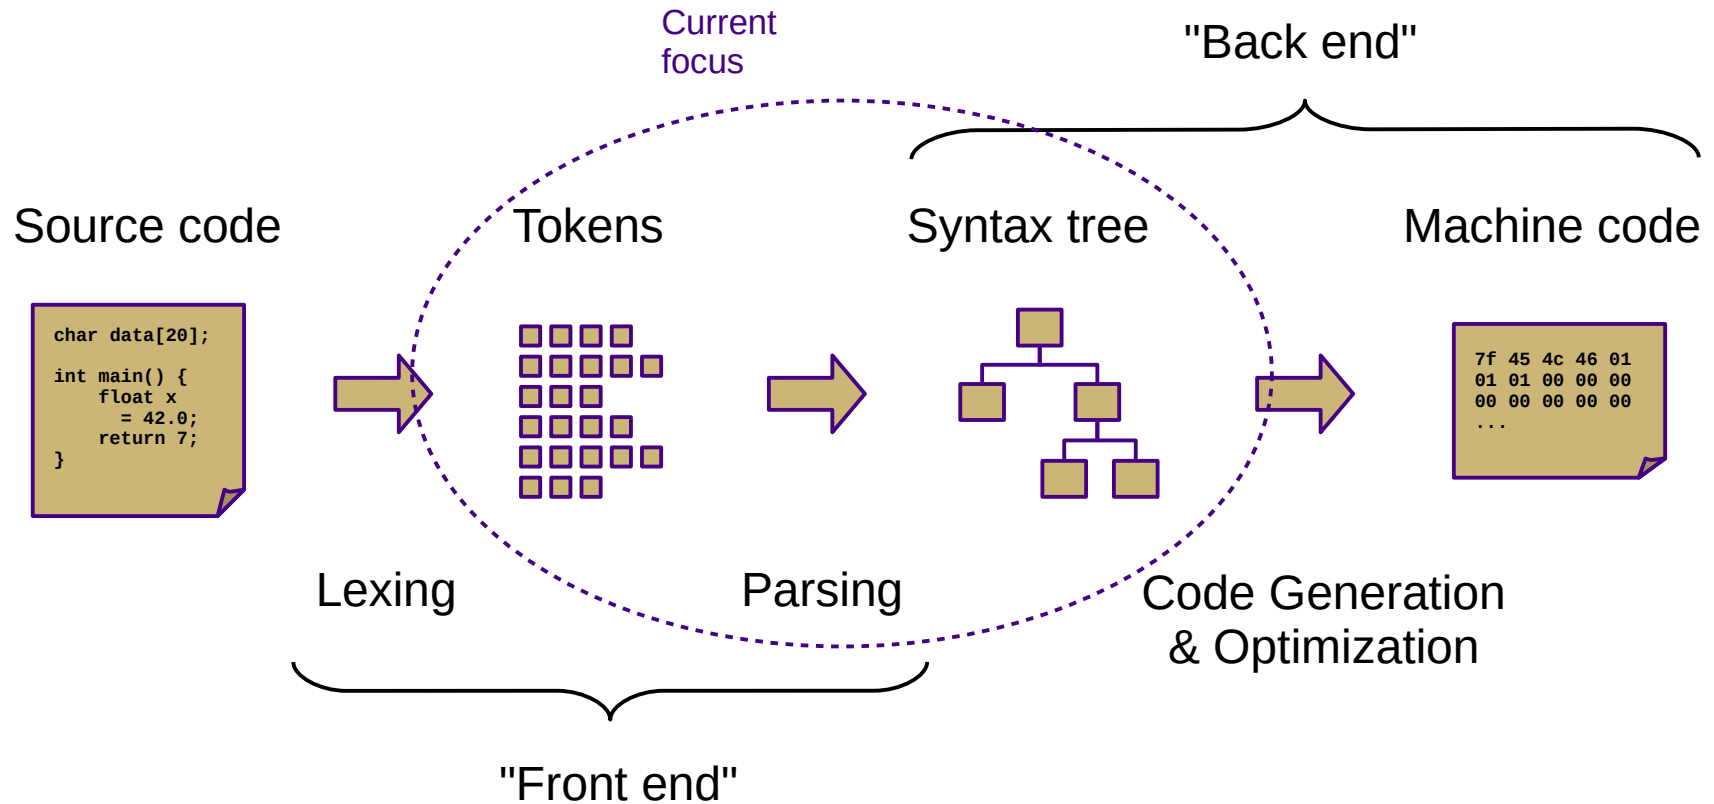 Current
focus
"Back end"
Source code
Tokens
Syntax tree
Machine code
char data[20];
int main() {
    float x
      = 42.0;
    return 7;
}
7f 45 4c 46 01
01 01 00 00 00
00 00 00 00 00
...
Lexing
Parsing
Code Generation
& Optimization
"Front end"